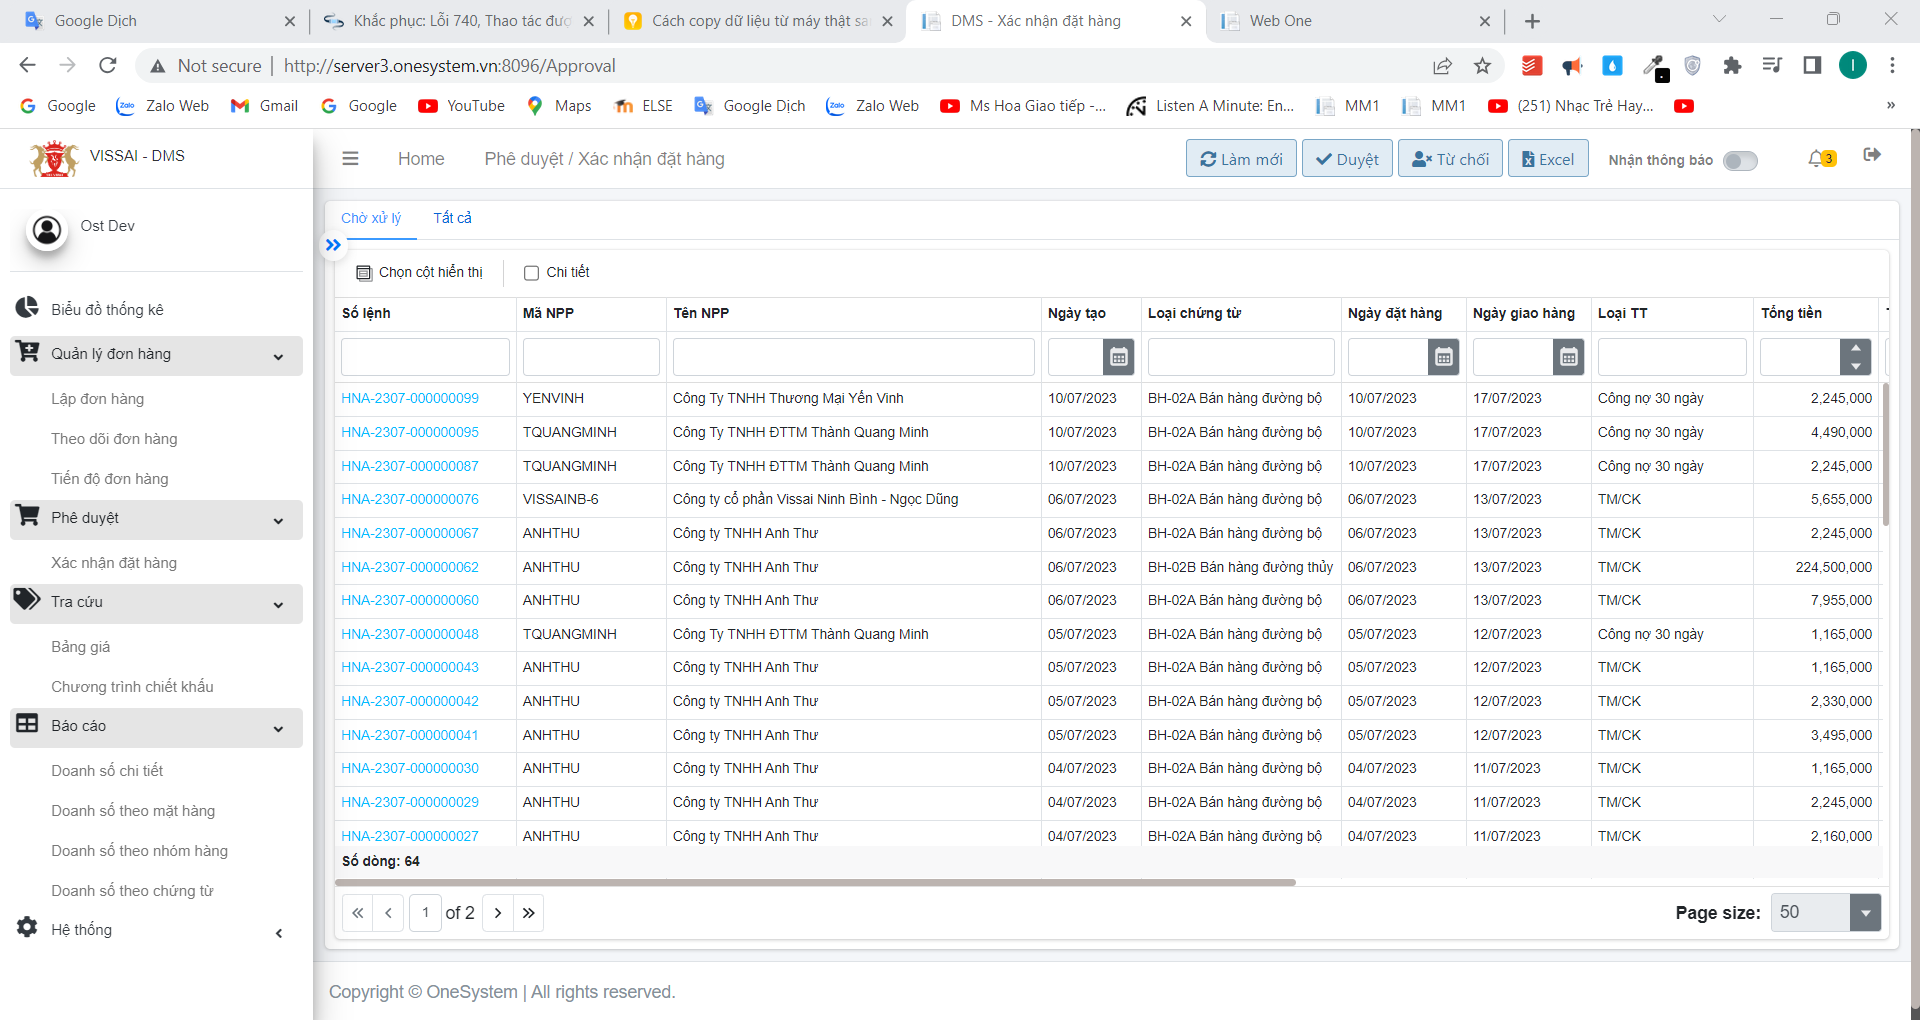 Google Dịch
Khắc phục: Lỗi 740, Thao tác đượ
Cách copy dữ liệu từ máy thật sa
DMS - Xác nhận đặt hàng
Web One
Not secure | http://server3.onesystem.vn:8096/Approval
Google
Zalo Web
Gmail
Google
YouTube
Maps
ELSE
Google Dịch
Zalo Web
Ms Hoa Giao tiếp -...
Listen A Minute: En...
MM1
MM1
(251) Nhạc Trẻ Hay...
VISSAI - DMS
Home
Phê duyệt / Xác nhận đặt hàng
Làm mới
Duyệt
Từ chối
Excel
Nhận thông báo
3
Ost Dev
Biểu đồ thống kê
Quản lý đơn hàng
Lập đơn hàng
Theo dõi đơn hàng
Tiến độ đơn hàng
Phê duyệt
Xác nhận đặt hàng
Tra cứu
Bảng giá
Chương trình chiết khấu
Báo cáo
Doanh số chi tiết
Doanh số theo mặt hàng
Doanh số theo nhóm hàng
Doanh số theo chứng từ
Hệ thống
Chờ xử lý
Tất cả
Chọn cột hiển thị
Chi tiết
Số lệnh Mã NPP Tên NPP Ngày tạo Loại chứng từ Ngày đặt hàng Ngày giao hàng Loại TT Tổng tiền
HNA-2307-000000099 YENVINH Công Ty TNHH Thương Mại Yến Vinh 10/07/2023 BH-02A Bán hàng đường bộ 10/07/2023 17/07/2023 Công nợ 30 ngày 2,245,000
HNA-2307-000000095 TQUANGMINH Công Ty TNHH ĐTTM Thành Quang Minh 10/07/2023 BH-02A Bán hàng đường bộ 10/07/2023 17/07/2023 Công nợ 30 ngày 4,490,000
HNA-2307-000000087 TQUANGMINH Công Ty TNHH ĐTTM Thành Quang Minh 10/07/2023 BH-02A Bán hàng đường bộ 10/07/2023 17/07/2023 Công nợ 30 ngày 2,245,000
HNA-2307-000000076 VISSAINB-6 Công ty cổ phần Vissai Ninh Bình - Ngọc Dũng 06/07/2023 BH-02A Bán hàng đường bộ 06/07/2023 13/07/2023 TM/CK 5,655,000
HNA-2307-000000067 ANHTHU Công ty TNHH Anh Thư 06/07/2023 BH-02A Bán hàng đường bộ 06/07/2023 13/07/2023 TM/CK 2,245,000
HNA-2307-000000062 ANHTHU Công ty TNHH Anh Thư 06/07/2023 BH-02B Bán hàng đường thủy 06/07/2023 13/07/2023 TM/CK 224,500,000
HNA-2307-000000060 ANHTHU Công ty TNHH Anh Thư 06/07/2023 BH-02A Bán hàng đường bộ 06/07/2023 13/07/2023 TM/CK 7,955,000
HNA-2307-000000048 TQUANGMINH Công Ty TNHH ĐTTM Thành Quang Minh 05/07/2023 BH-02A Bán hàng đường bộ 05/07/2023 12/07/2023 Công nợ 30 ngày 1,165,000
HNA-2307-000000043 ANHTHU Công ty TNHH Anh Thư 05/07/2023 BH-02A Bán hàng đường bộ 05/07/2023 12/07/2023 TM/CK 1,165,000
HNA-2307-000000042 ANHTHU Công ty TNHH Anh Thư 05/07/2023 BH-02A Bán hàng đường bộ 05/07/2023 12/07/2023 TM/CK 2,330,000
HNA-2307-000000041 ANHTHU Công ty TNHH Anh Thư 05/07/2023 BH-02A Bán hàng đường bộ 05/07/2023 12/07/2023 TM/CK 3,495,000
HNA-2307-000000030 ANHTHU Công ty TNHH Anh Thư 04/07/2023 BH-02A Bán hàng đường bộ 04/07/2023 11/07/2023 TM/CK 1,165,000
HNA-2307-000000029 ANHTHU Công ty TNHH Anh Thư 04/07/2023 BH-02A Bán hàng đường bộ 04/07/2023 11/07/2023 TM/CK 2,245,000
HNA-2307-000000027 ANHTHU Công ty TNHH Anh Thư 04/07/2023 BH-02A Bán hàng đường bộ 04/07/2023 11/07/2023 TM/CK 2,160,000
Số dòng: 64
1 of 2
Page size: 50
Copyright © OneSystem | All rights reserved.